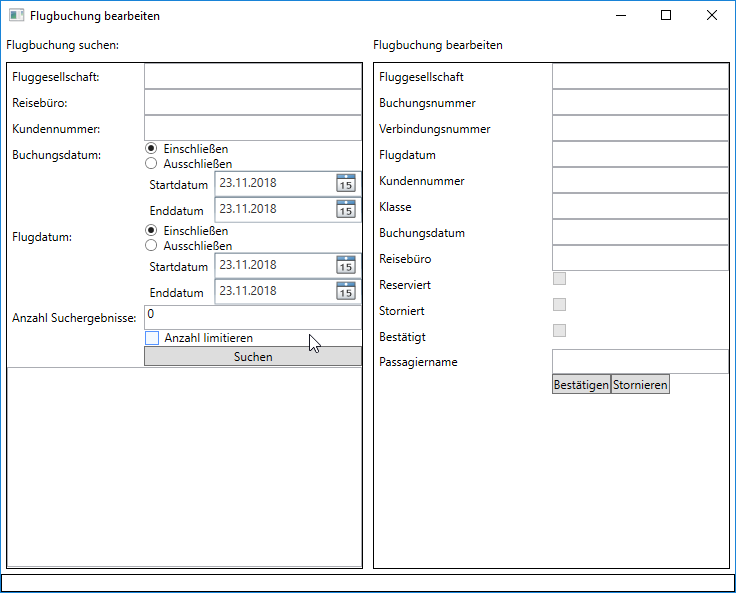 Flugbuchung bearbeiten
Flugbuchung suchen:
Fluggesellschaft:
Reisebüro:
Kundennummer:
Buchungsdatum:
Einschließen
Ausschließen
Startdatum 23.11.2018 15
Enddatum 23.11.2018 15
Flugdatum:
Einschließen
Ausschließen
Startdatum 23.11.2018 15
Enddatum 23.11.2018 15
Anzahl Suchergebnisse: 0
Anzahl limitieren
Suchen
Flugbuchung bearbeiten
Fluggesellschaft
Buchungsnummer
Verbindungsnummer
Flugdatum
Kundennummer
Klasse
Buchungsdatum
Reisebüro
Reserviert
Storniert
Bestätigt
Passagiername
Bestätigen Stornieren